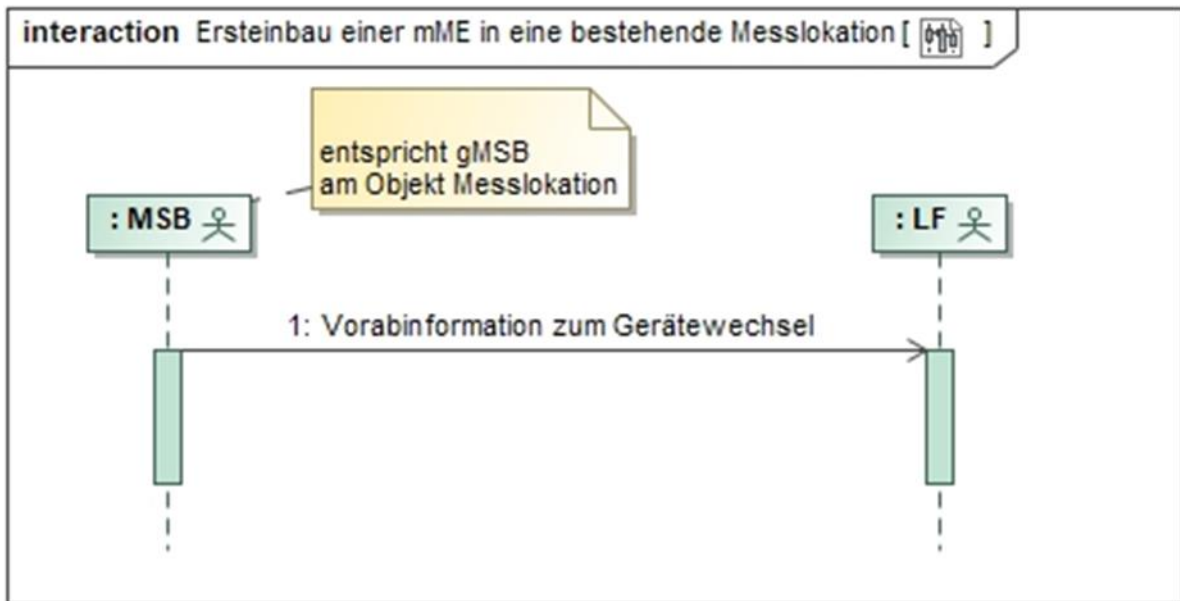 interaction Ersteinbau einer mME in eine bestehende Messlokation [ ]
entspricht gMSB
am Objekt Messlokation
: MSB
: LF
1: Vorabinformation zum Gerätewechsel